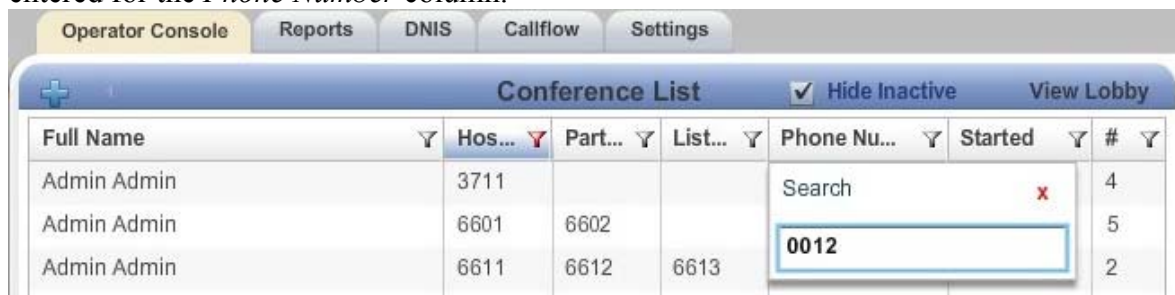 entered for the Phone Number column.
Operator Console Reports DNIS Callflow Settings
Conference List Hide Inactive View Lobby
Full Name Hos... Part... List... Phone Nu... Started #
Admin Admin 3711 Search x 4
Admin Admin 6601 6602 0012 5
Admin Admin 6611 6612 6613 2